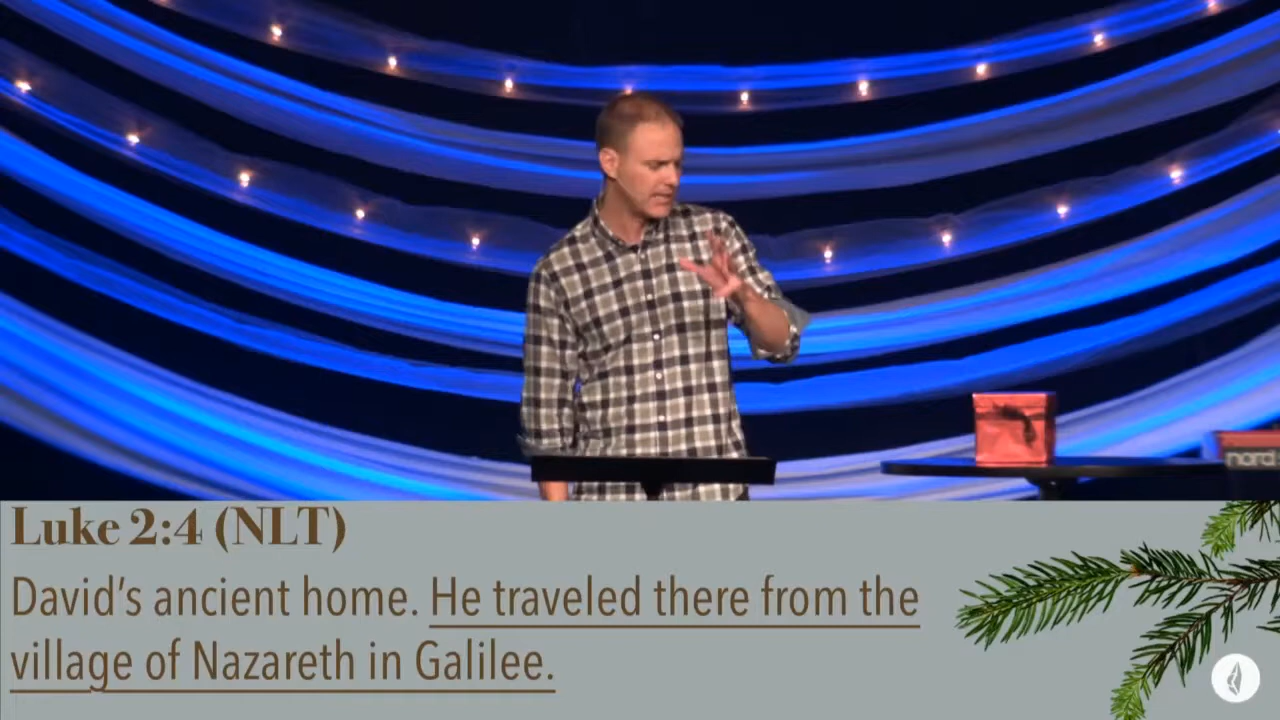 nord
Luke 2:4 (NLT)
David’s ancient home. He traveled there from the
village of Nazareth in Galilee.